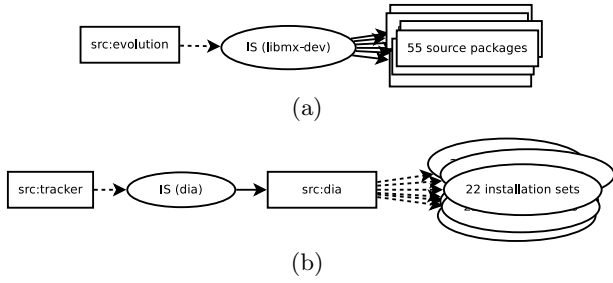 src:evolution
IS (libmx-dev)
55 source packages
(a)
src:tracker
IS (dia)
src:dia
22 installation sets
(b)